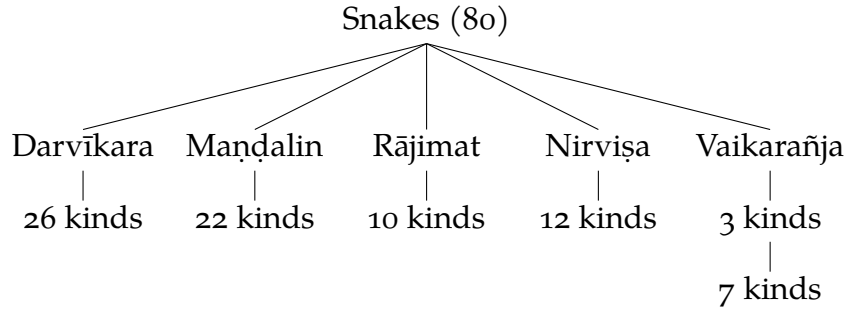 Snakes (80)
Darvīkara Maṇḍalin Rājimat Nirviṣa Vaikarañja
26 kinds 22 kinds 10 kinds 12 kinds 3 kinds
7 kinds